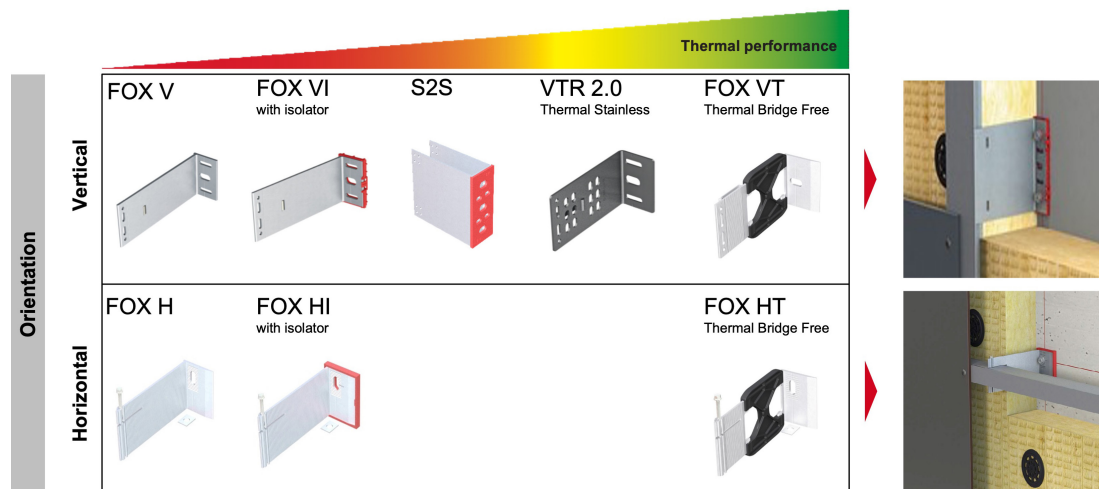 Thermal performance
FOX V
FOX VI
with isolator
S2S
VTR 2.0
Thermal Stainless
FOX VT
Thermal Bridge Free
Orientation
Vertical
FOX H
FOX HI
with isolator
FOX HT
Thermal Bridge Free
Horizontal